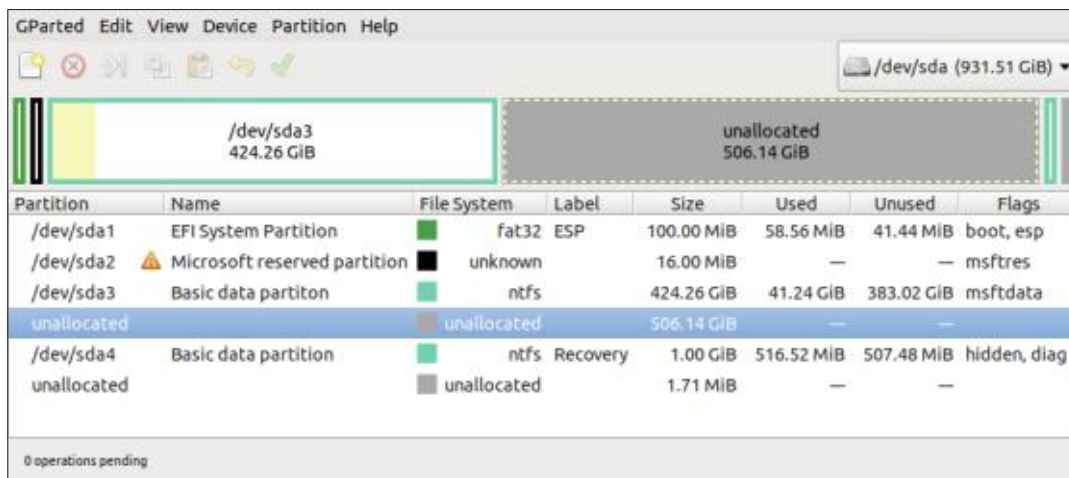 GParted Edit View Device Partition Help
/dev/sda (931.51 GiB)
/dev/sda3
424.26 GiB
unallocated
506.14 GiB
Partition Name File System Label Size Used Unused Flags
/dev/sda1 EFI System Partition fat32 ESP 100.00 MiB 58.56 MiB 41.44 MiB boot, esp
/dev/sda2 Microsoft reserved partition unknown 16.00 MiB — — msftres
/dev/sda3 Basic data partiton ntfs 424.26 GiB 41.24 GiB 383.02 GiB msftdata
unallocated unallocated 506.14 GiB — —
/dev/sda4 Basic data partition ntfs Recovery 1.00 GiB 516.52 MiB 507.48 MiB hidden, diag
unallocated unallocated 1.71 MiB — —
0 operations pending